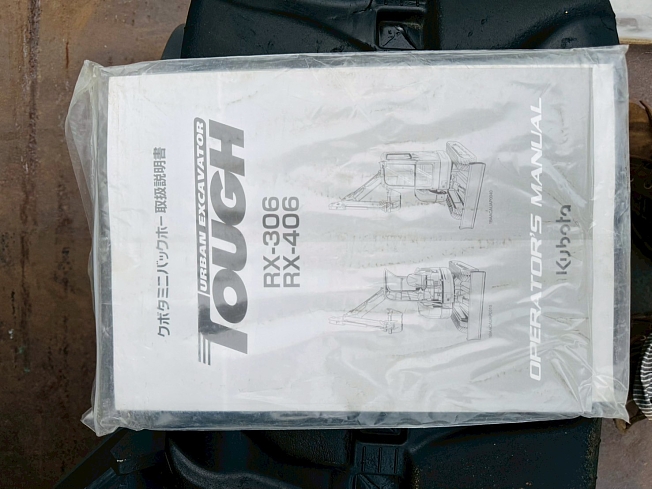 クボタミニバックホー 取扱説明書
URBAN EXCAVATOR
TOUGH
RX-306
RX-406
OPERATOR'S MANUAL
Kubota